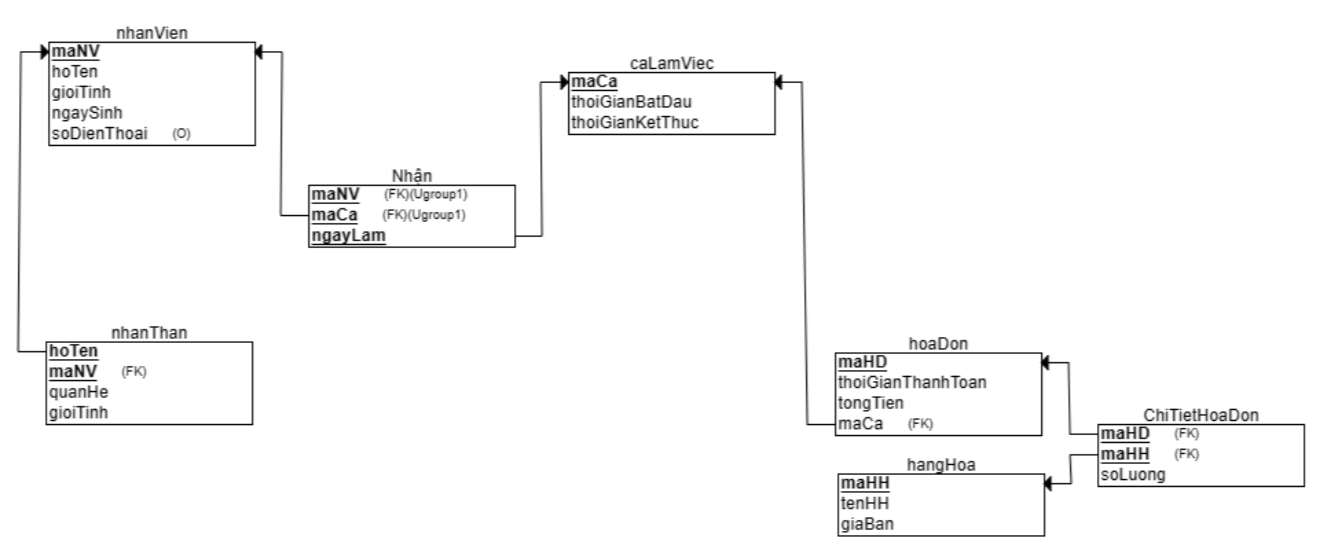 nhanVien
maNV
hoTen
gioiTinh
ngaySinh
soDienThoai (O)
caLamViec
maCa
thoiGianBatDau
thoiGianKetThuc
Nhận
maNV (FK)(Ugroup1)
maCa (FK)(Ugroup1)
ngayLam
nhanThan
hoTen
maNV (FK)
quanHe
gioiTinh
hoaDon
maHD
thoiGianThanhToan
tongTien
maCa (FK)
ChiTietHoaDon
maHD (FK)
maHH (FK)
soLuong
hangHoa
maHH
tenHH
giaBan